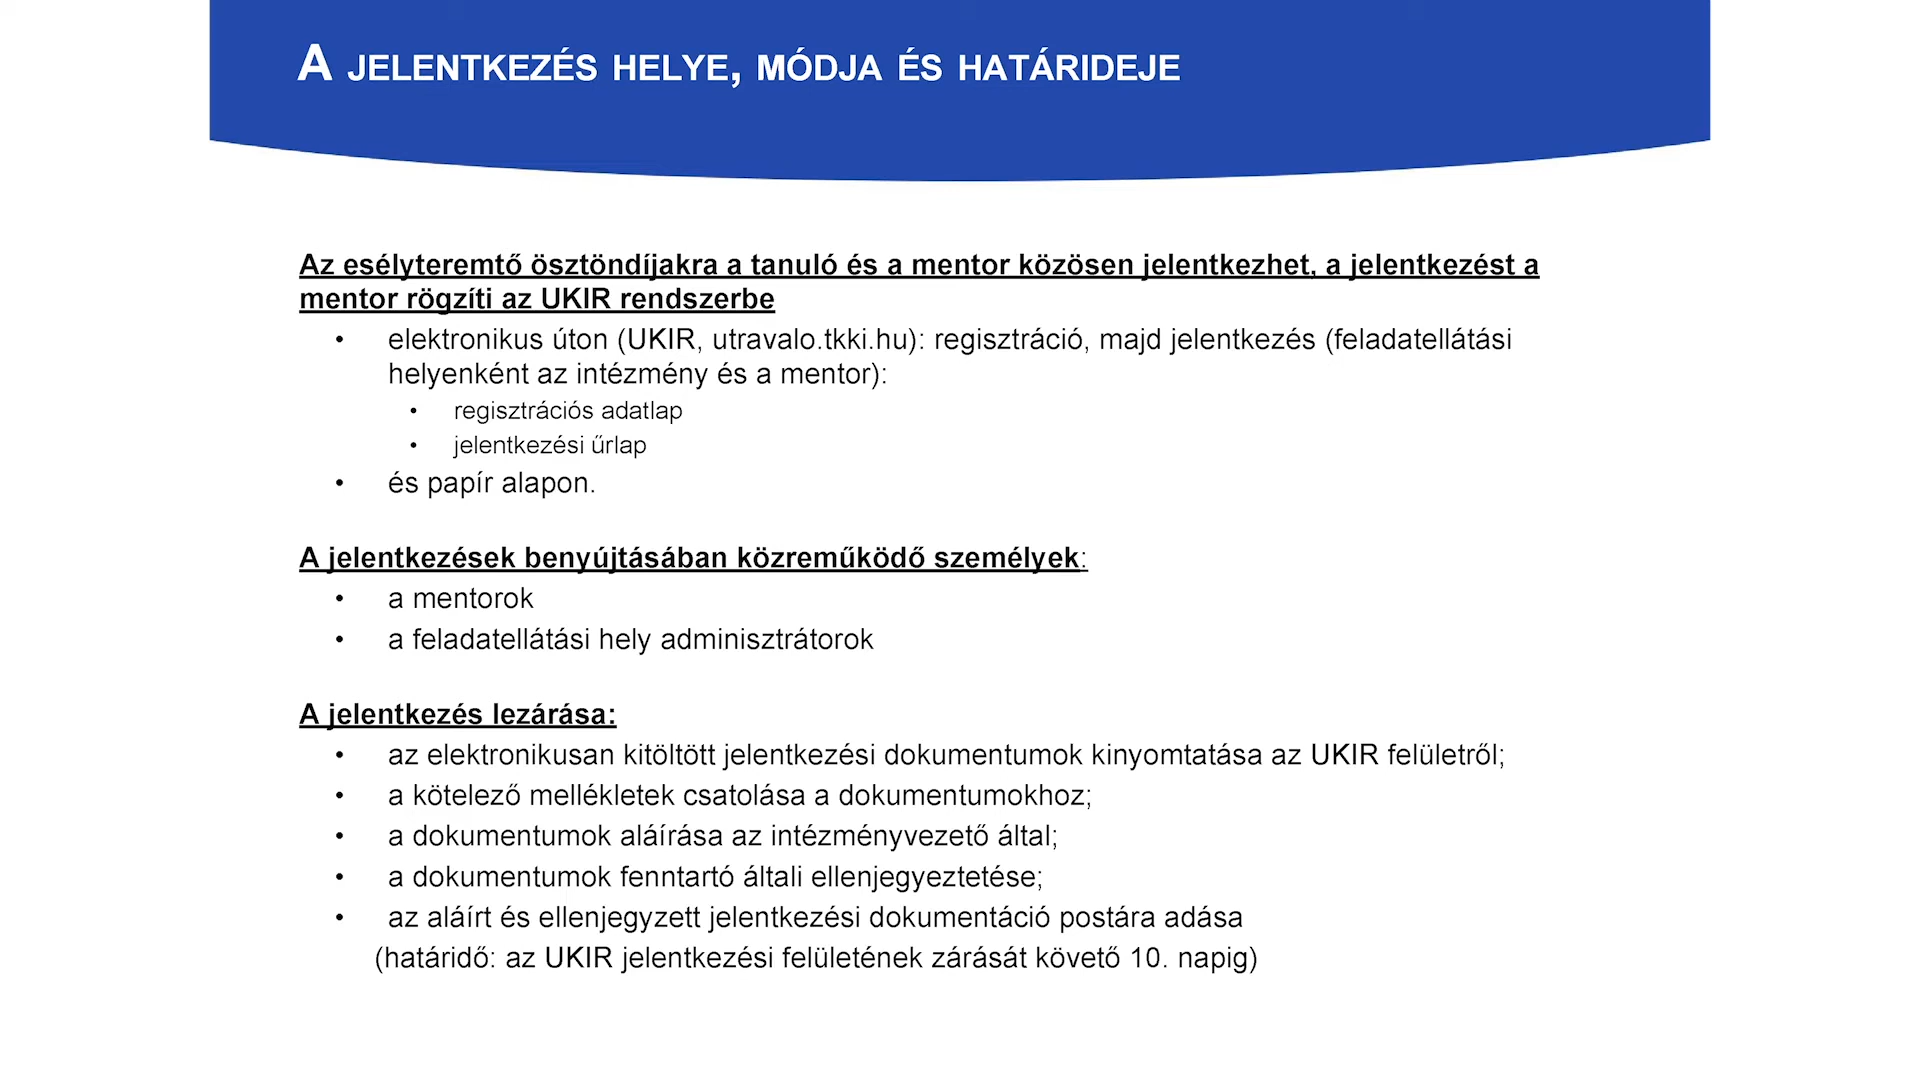 A JELENTKEZÉS HELYE, MÓDJA ÉS HATÁRIDEJE
Az esélyteremtő ösztöndíjakra a tanuló és a mentor közösen jelentkezhet, a jelentkezést a
mentor rögzíti az UKIR rendszerbe
• elektronikus úton (UKIR, utravalo.tkki.hu): regisztráció, majd jelentkezés (feladatellátási
helyenként az intézmény és a mentor):
• regisztrációs adatlap
• jelentkezési űrlap
• és papír alapon.
A jelentkezések benyújtásában közreműködő személyek:
• a mentorok
• a feladatellátási hely adminisztrátorok
A jelentkezés lezárása:
• az elektronikusan kitöltött jelentkezési dokumentumok kinyomtatása az UKIR felületről;
• a kötelező mellékletek csatolása a dokumentumokhoz;
• a dokumentumok aláírása az intézményvezető által;
• a dokumentumok fenntartó általi ellenjegyeztetése;
• az aláírt és ellenjegyzett jelentkezési dokumentáció postára adása
(határidő: az UKIR jelentkezési felületének zárását követő 10. napig)